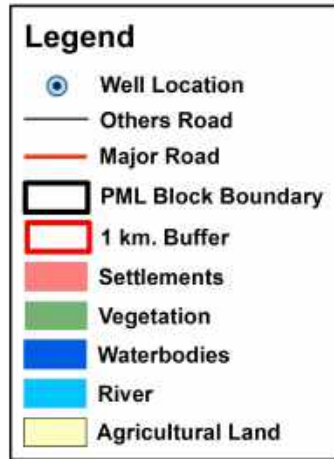 Legend
Well Location
Others Road
Major Road
PML Block Boundary
1 km. Buffer
Settlements
Vegetation
Waterbodies
River
Agricultural Land